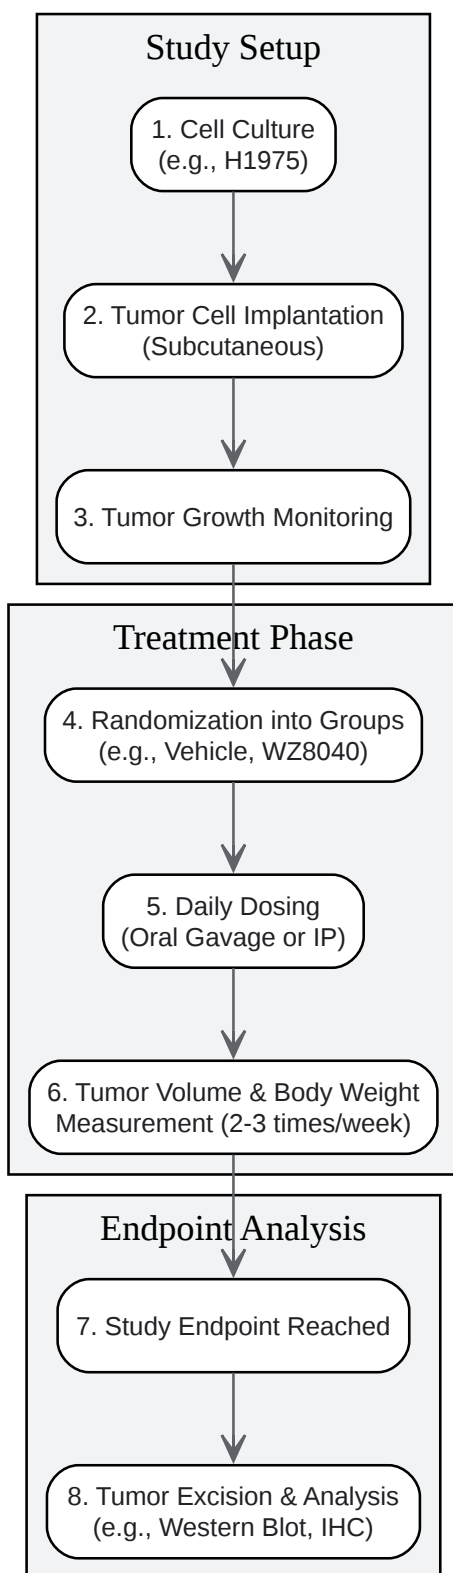 Study Setup
1. Cell Culture
(e.g., H1975)
2. Tumor Cell Implantation
(Subcutaneous)
3. Tumor Growth Monitoring
Treatment Phase
4. Randomization into Groups
(e.g., Vehicle, WZ8040)
5. Daily Dosing
(Oral Gavage or IP)
6. Tumor Volume & Body Weight
Measurement (2-3 times/week)
Endpoint Analysis
7. Study Endpoint Reached
8. Tumor Excision & Analysis
(e.g., Western Blot, IHC)